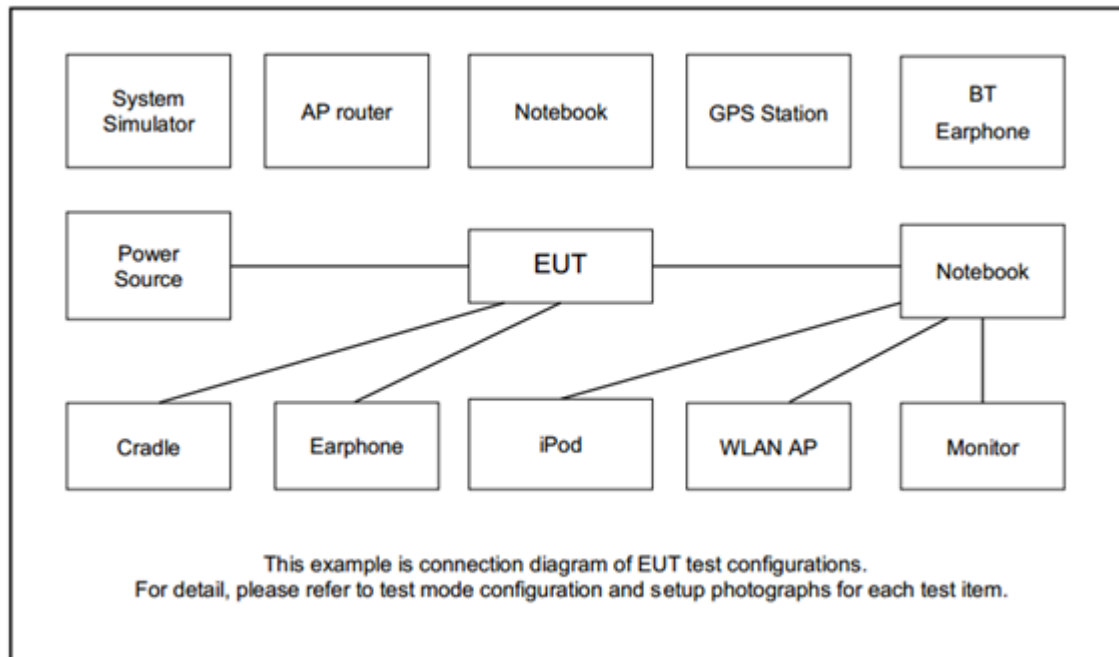 System
Simulator
AP router
Notebook
GPS Station
BT
Earphone
Power
Source
EUT
Notebook
Cradle
Earphone
iPod
WLAN AP
Monitor
This example is connection diagram of EUT test configurations.
For detail, please refer to test mode configuration and setup photographs for each test item.